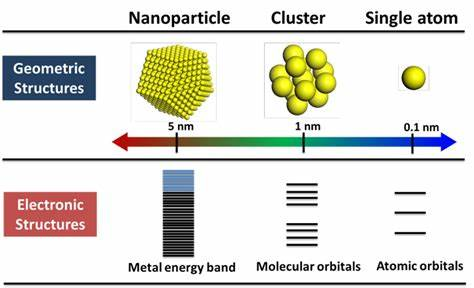 Nanoparticle Cluster Single atom
Geometric
Structures
5 nm 1 nm 0.1 nm
Electronic
Structures
Metal energy band Molecular orbitals Atomic orbitals